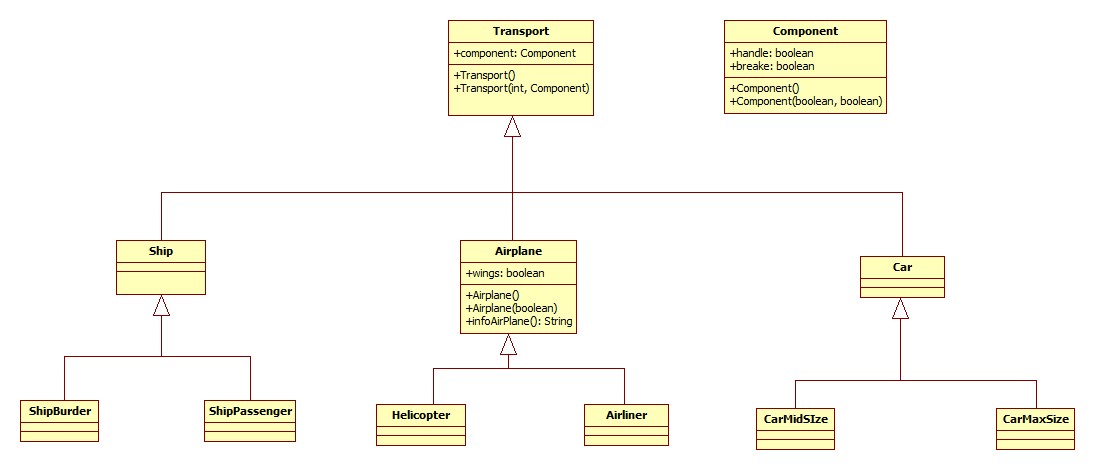 Transport
+component: Component
+Transport()
+Transport(int, Component)
Component
+handle: boolean
+breake: boolean
+Component()
+Component(boolean, boolean)
Ship
Airplane
+wings: boolean
+Airplane()
+Airplane(boolean)
+infoAirPlane(): String
Car
ShipBurder
ShipPassenger
Helicopter
Airliner
CarMidSIze
CarMaxSize